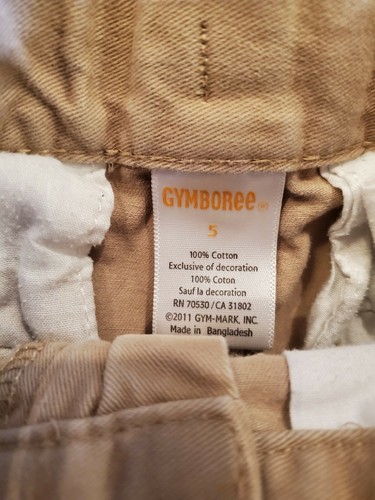 GYMBOREE®
5
100% Cotton
Exclusive of decoration
100% Coton
Sauf la decoration
RN 70530 / CA 31802
©2011 GYM-MARK, INC.
Made in Bangladesh